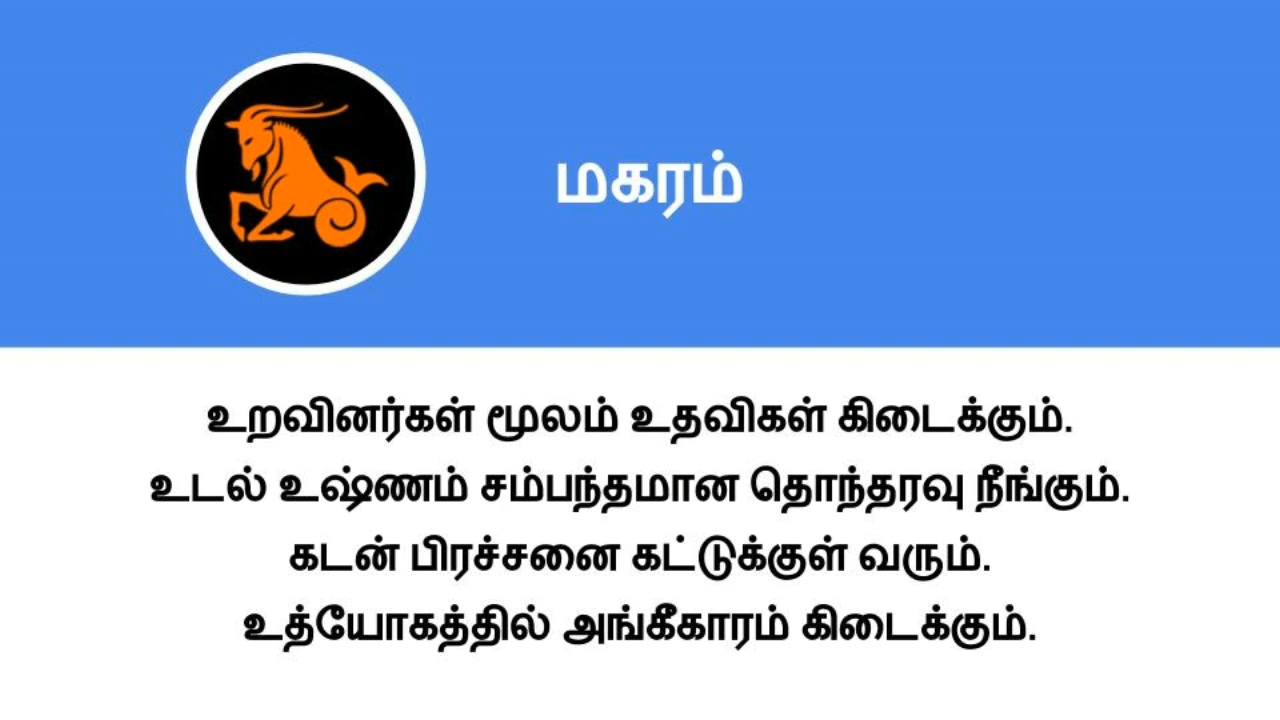 மகரம்
உறவினர்கள் மூலம் உதவிகள் கிடைக்கும்.
உடல் உஷ்ணம் சம்பந்தமான தொந்தரவு நீங்கும்.
கடன் பிரச்சனை கட்டுக்குள் வரும்.
உத்யோகத்தில் அங்கீகாரம் கிடைக்கும்.